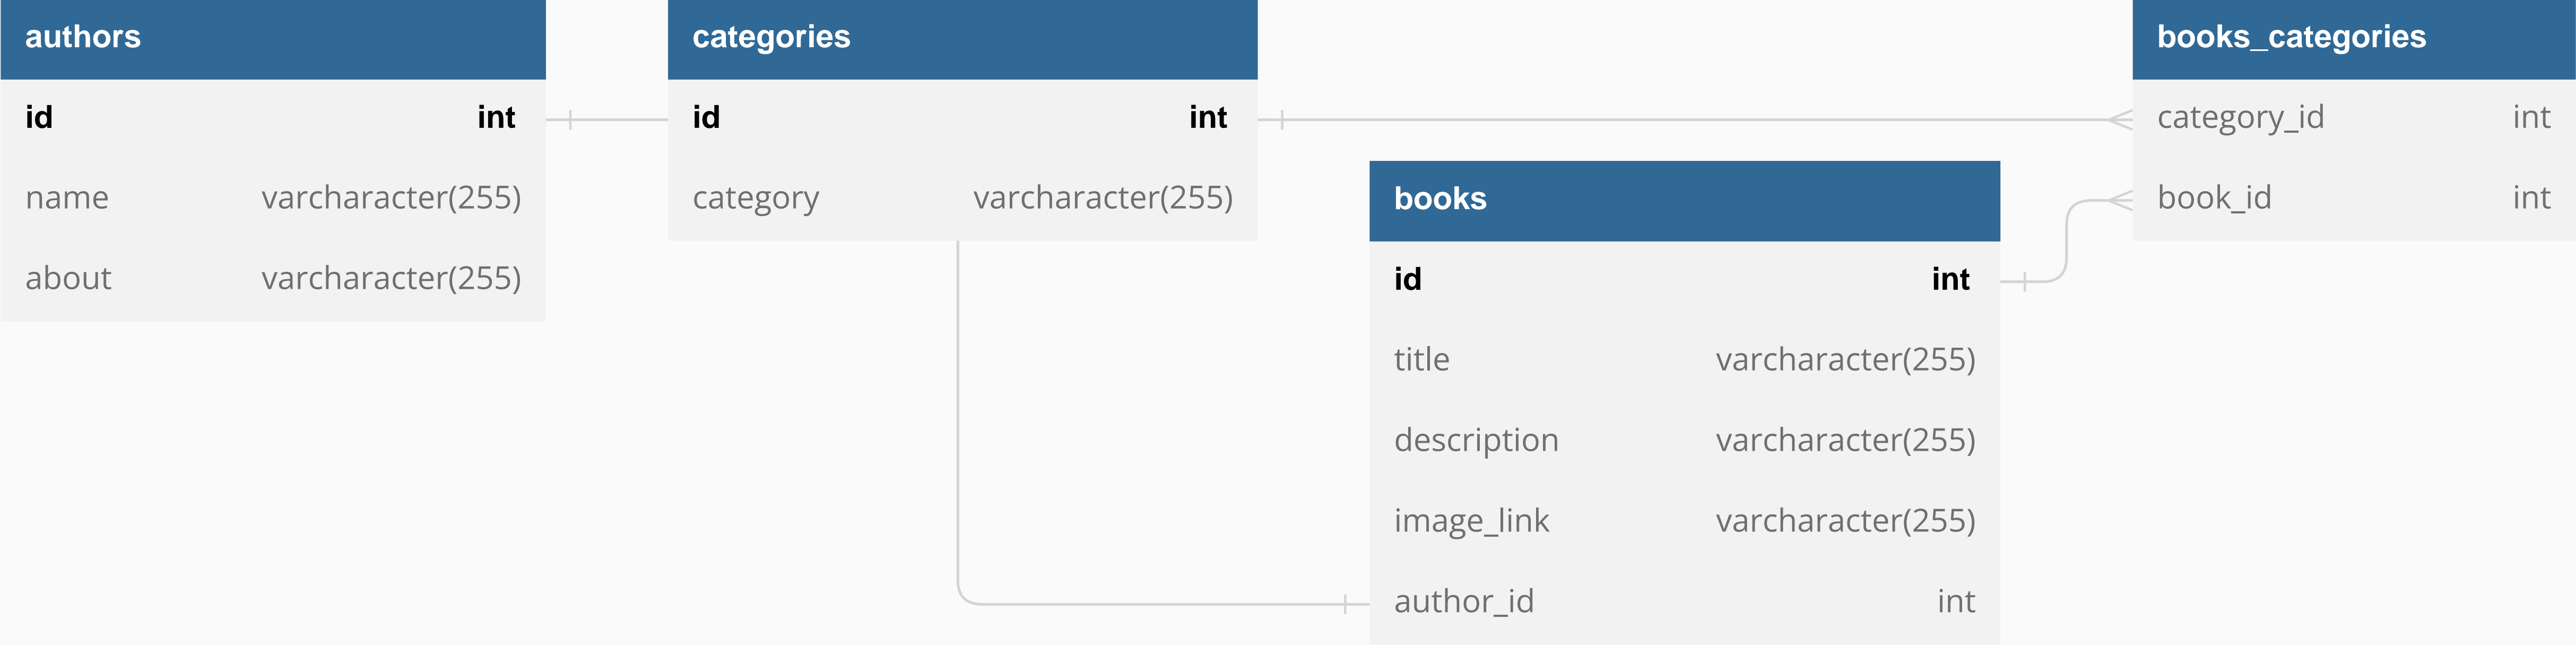 authors
id int
name varcharacter(255)
about varcharacter(255)
categories
id int
category varcharacter(255)
books
id int
title varcharacter(255)
description varcharacter(255)
image_link varcharacter(255)
author_id int
books_categories
category_id int
book_id int